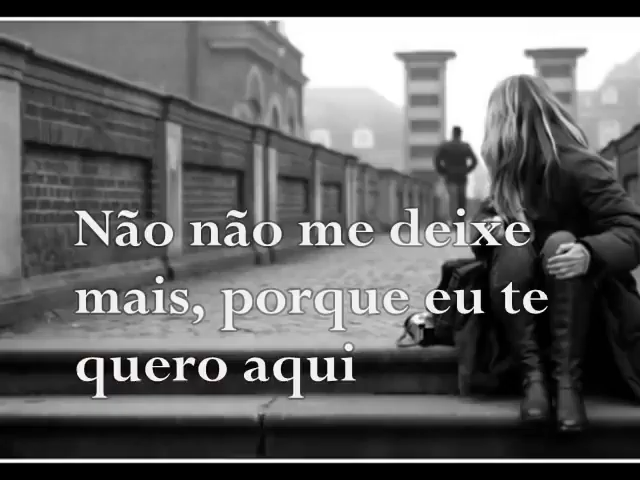 Não não me deixe
mais, porque eu te
quero aqui